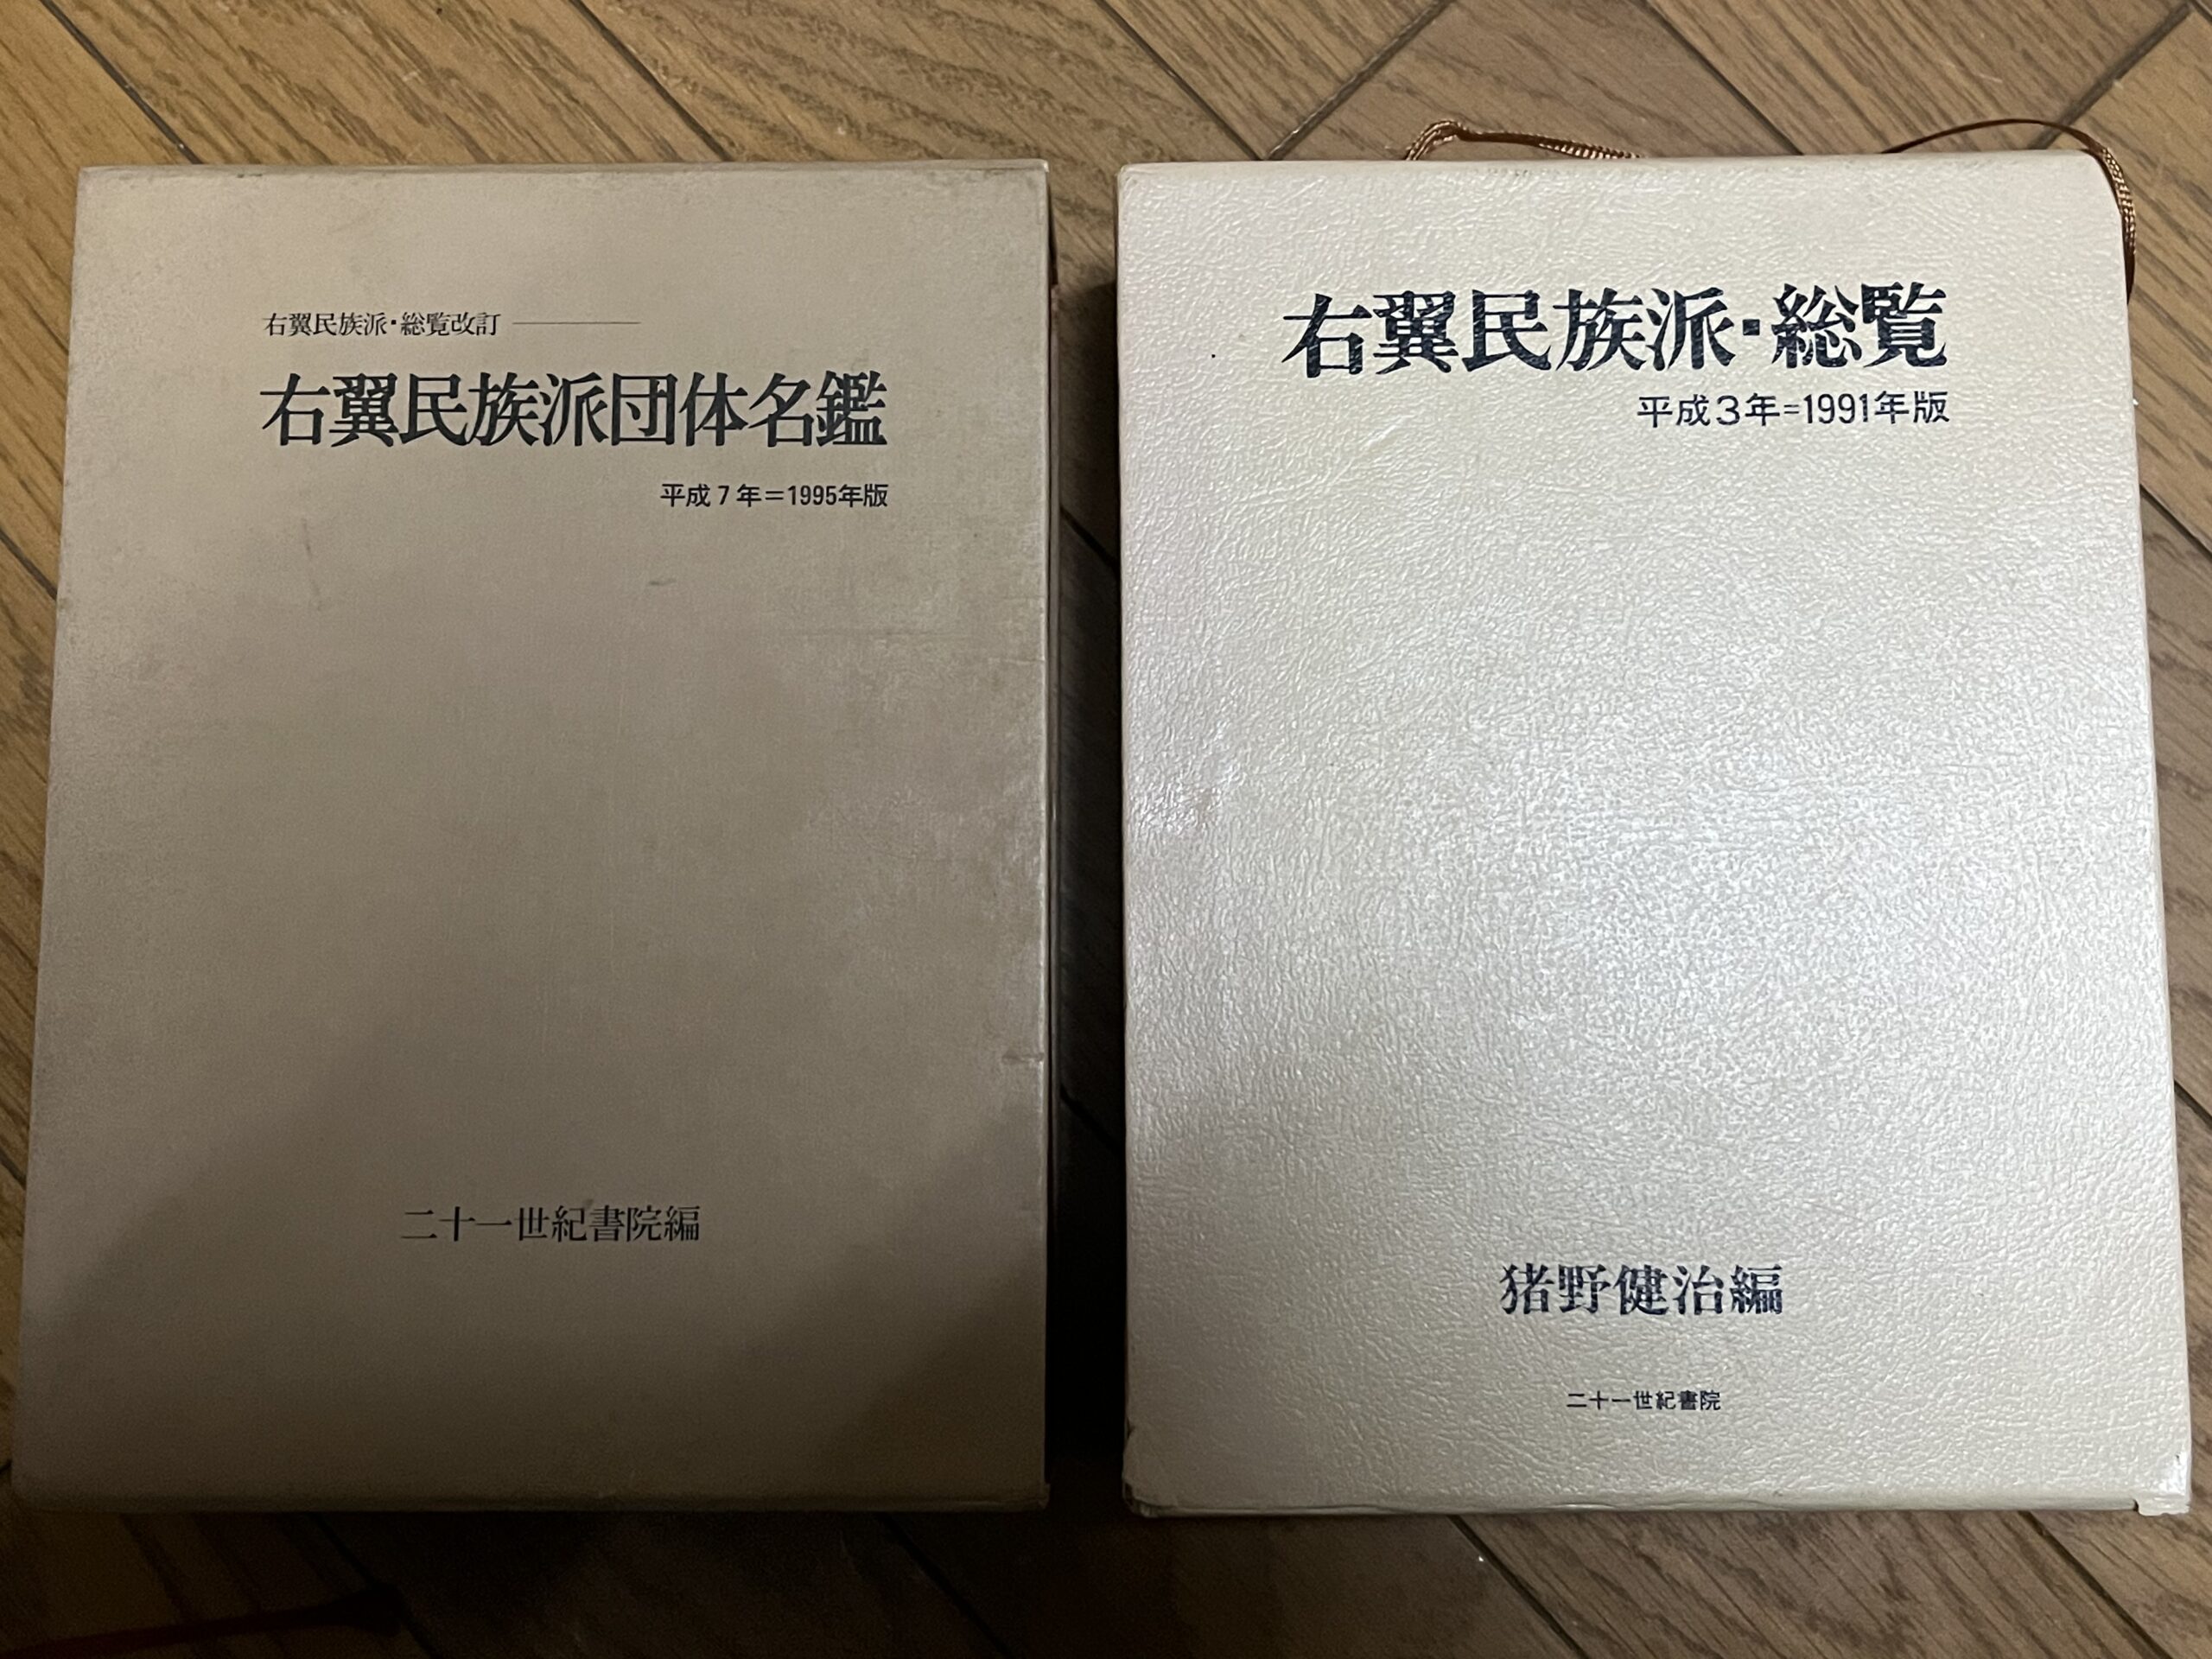 右翼民族派・総覧改訂
右翼民族派団体名鑑
平成7年=1995年版
二十一世紀書院編
右翼民族派・総覧
平成3年=1991年版
猪野健治編
二十一世紀書院